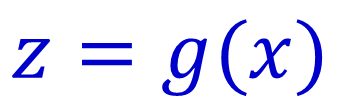 z = g(x)